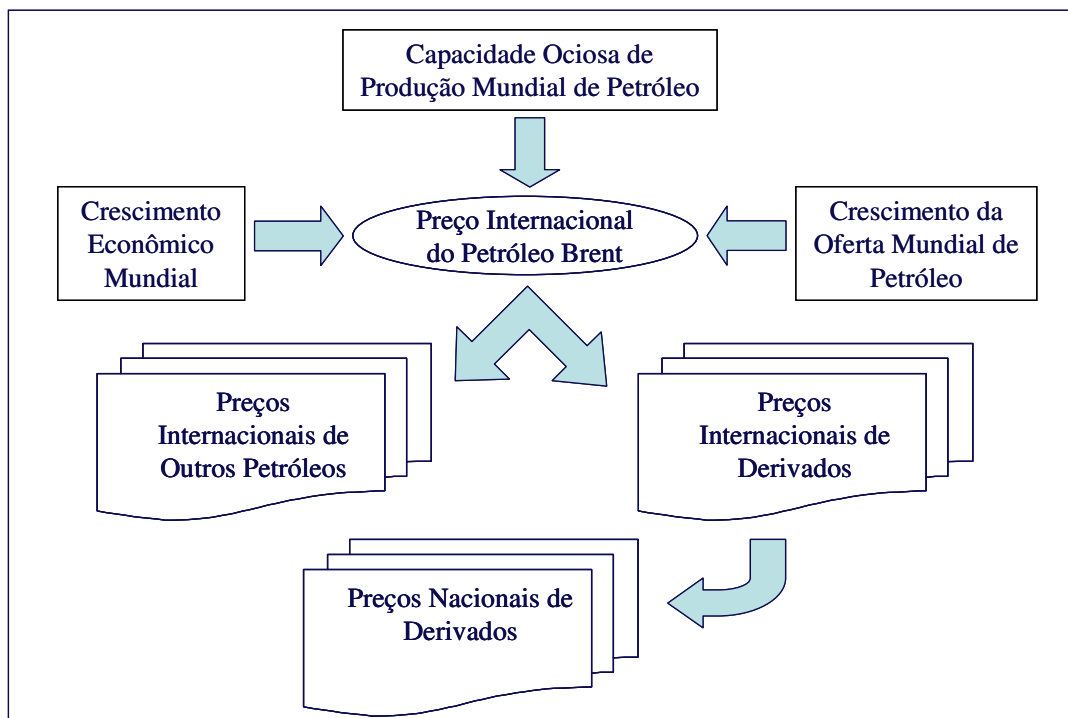 Capacidade Ociosa de
Produção Mundial de Petróleo
Crescimento
Econômico
Mundial
Preço Internacional
do Petróleo Brent
Crescimento da
Oferta Mundial de
Petróleo
Preços
Internacionais de
Outros Petróleos
Preços
Internacionais de
Derivados
Preços Nacionais de
Derivados